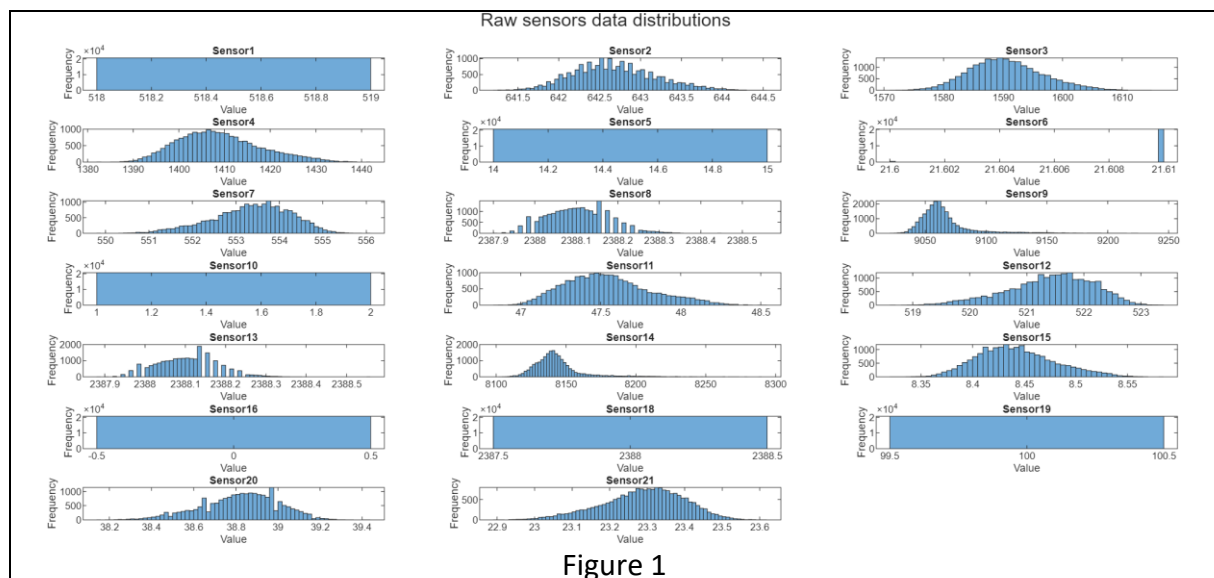 Raw sensors data distributions
Sensor1
×10⁴
Frequency
2
1
0
518 518.2 518.4 518.6 518.8 519
Value
Sensor2
Frequency
1000
500
0
641.5 642 642.5 643 643.5 644 644.5
Value
Sensor3
Frequency
1000
500
0
1570 1580 1590 1600 1610
Value
Sensor4
Frequency
1000
500
0
1380 1390 1400 1410 1420 1430 1440
Value
Sensor5
×10⁴
Frequency
2
1
0
14 14.2 14.4 14.6 14.8 15
Value
Sensor6
×10⁴
Frequency
2
1
0
21.6 21.602 21.604 21.606 21.608 21.61
Value
Sensor7
Frequency
1000
500
0
550 551 552 553 554 555 556
Value
Sensor8
Frequency
1000
500
0
2387.9 2388 2388.1 2388.2 2388.3 2388.4 2388.5
Value
Sensor9
Frequency
2000
1000
0
9050 9100 9150 9200 9250
Value
Sensor10
×10⁴
Frequency
2
1
0
1 1.2 1.4 1.6 1.8 2
Value
Sensor11
Frequency
1000
500
0
47 47.5 48 48.5
Value
Sensor12
Frequency
1000
500
0
519 520 521 522 523
Value
Sensor13
Frequency
2000
1000
0
2387.9 2388 2388.1 2388.2 2388.3 2388.4 2388.5
Value
Sensor14
Frequency
2000
1000
0
8100 8150 8200 8250 8300
Value
Sensor15
Frequency
1000
500
0
8.35 8.4 8.45 8.5 8.55
Value
Sensor16
×10⁴
Frequency
2
1
0
-0.5 0 0.5
Value
Sensor18
×10⁴
Frequency
2
1
0
2387.5 2388 2388.5
Value
Sensor19
×10⁴
Frequency
2
1
0
99.5 100 100.5
Value
Sensor20
Frequency
1000
500
0
38.2 38.4 38.6 38.8 39 39.2 39.4
Value
Sensor21
Frequency
500
0
22.9 23 23.1 23.2 23.3 23.4 23.5 23.6
Value
Figure 1